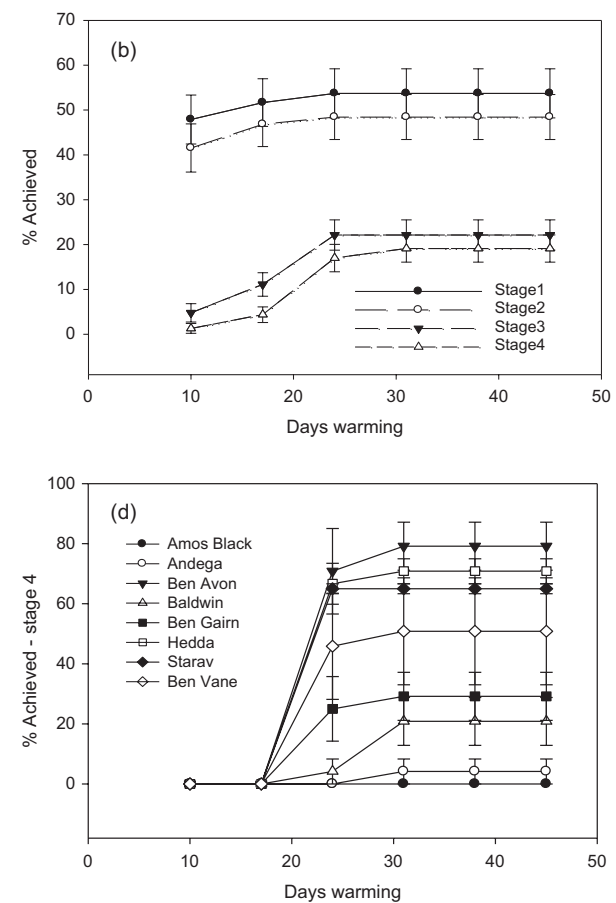 70
60
50
40
30
20
10
0
% Achieved
(b)
Stage1
Stage2
Stage3
Stage4
0 10 20 30 40 50
Days warming
100
80
60
40
20
0
% Achieved - stage 4
(d)
Amos Black
Andega
Ben Avon
Baldwin
Ben Gairn
Hedda
Starav
Ben Vane
0 10 20 30 40 50
Days warming